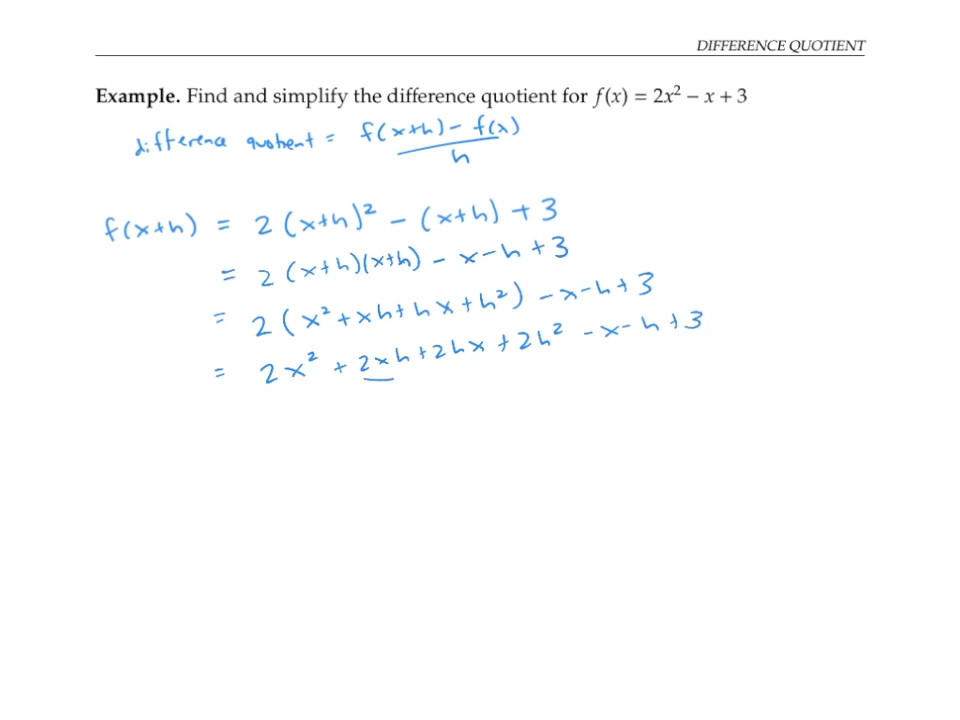 DIFFERENCE QUOTIENT
Example. Find and simplify the difference quotient for f(x) = 2x² − x + 3
difference quotient = f(x+h) − f(x)
h
f(x+h) = 2(x+h)² − (x+h) + 3
= 2(x+h)(x+h) − x−h + 3
= 2(x² + xh + hx + h²) − x−h+3
= 2x² + 2xh + 2hx + 2h² − x−h+3